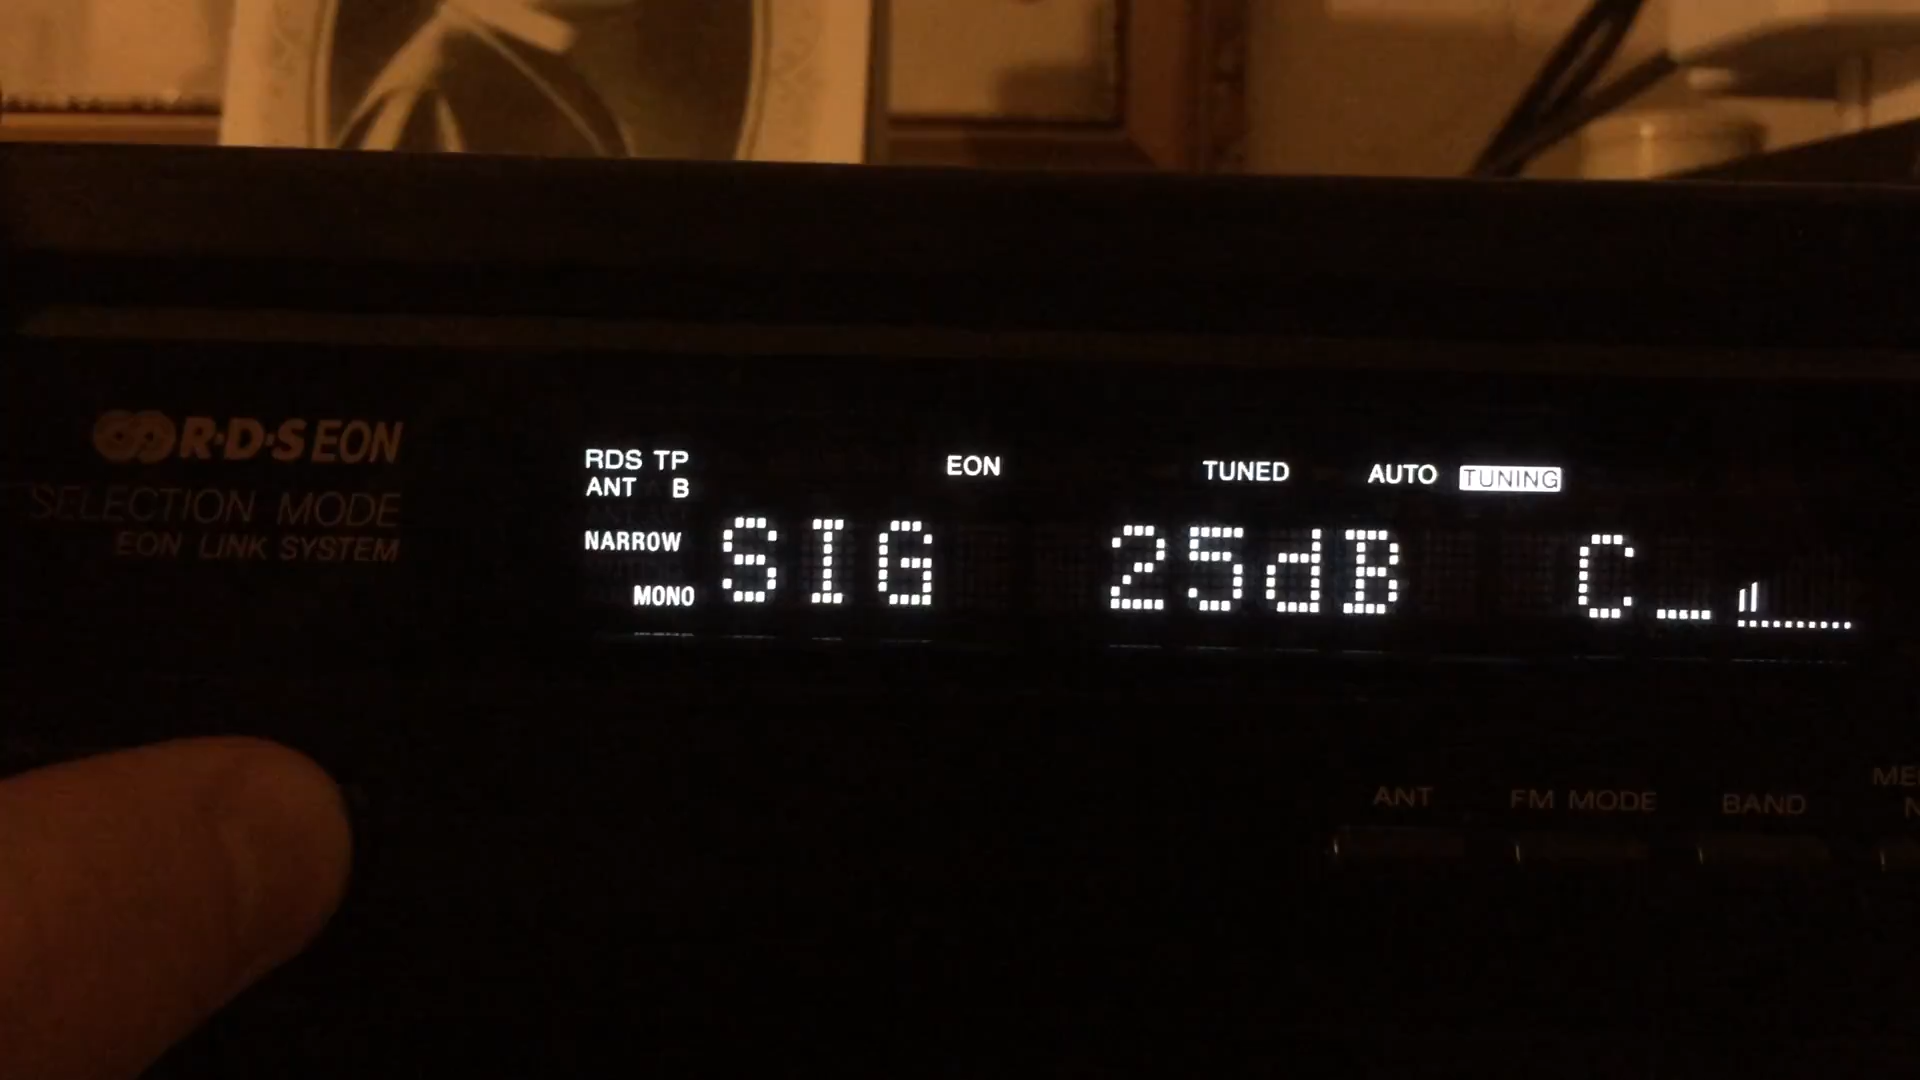 R·D·S EON
SELECTION MODE
EON LINK SYSTEM
RDS TP EON TUNED AUTO TUNING
ANT B
NARROW
MONO
SIG 25dB C_
ANT FM MODE BAND